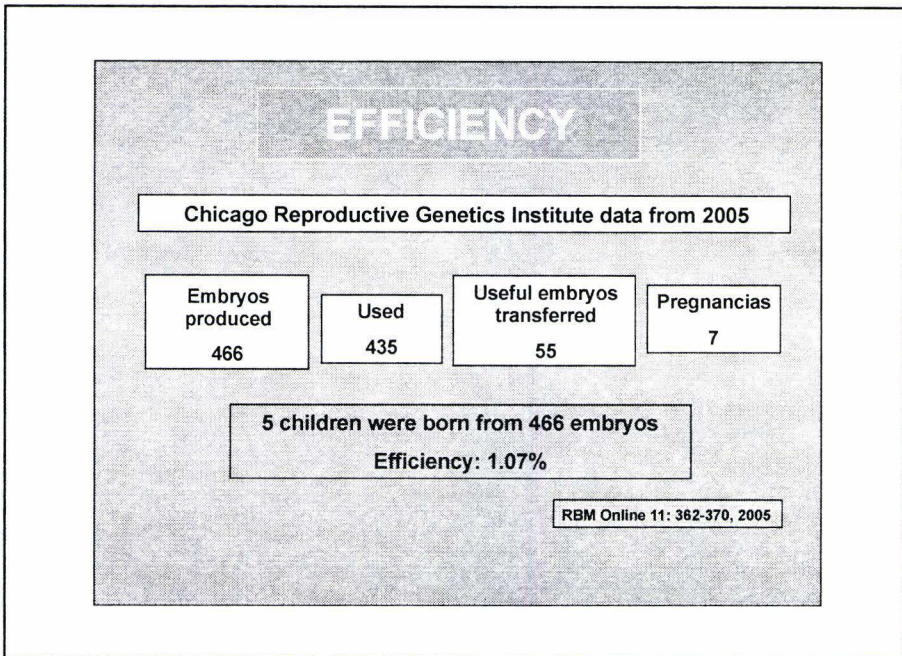 EFFICIENCY
Chicago Reproductive Genetics Institute data from 2005
Embryos
produced
466
Used
435
Useful embryos
transferred
55
Pregnancias
7
5 children were born from 466 embryos
Efficiency: 1.07%
RBM Online 11: 362-370, 2005